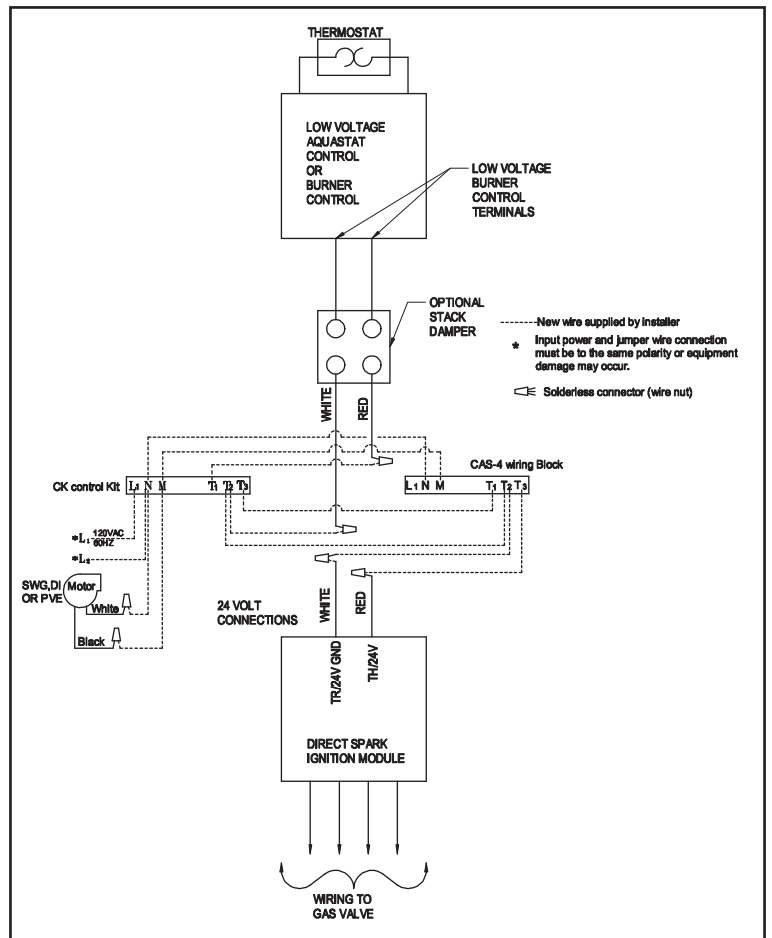 THERMOSTAT
LOW VOLTAGE
AQUASTAT
CONTROL
OR
BURNER
CONTROL
LOW VOLTAGE
BURNER
CONTROL
TERMINALS
OPTIONAL
STACK
DAMPER
New wire supplied by installer
* Input power and jumper wire connection
must be to the same polarity or equipment
damage may occur.
Solderless connector (wire nut)
WHITE
RED
CK control Kit
L1 N M T1 T2 T3
CAS-4 wiring Block
L1 N M T1 T2 T3
*L1 120VAC
60HZ
*L2
SWG,DI
OR PVE
Motor
White
Black
24 VOLT
CONNECTIONS
WHITE
RED
TR/24V GND
TH/24V
DIRECT SPARK
IGNITION MODULE
WIRING TO
GAS VALVE